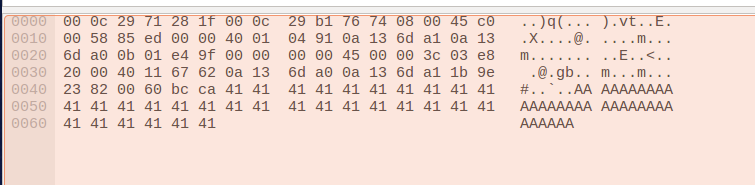 0000 00 0c 29 71 28 1f 00 0c 29 b1 76 74 08 00 45 c0 ..)q(... ).vt..E.
0010 00 58 85 ed 00 00 40 01 04 91 0a 13 6d a1 0a 13 .X....@. ....m...
0020 6d a0 0b 01 e4 9f 00 00 00 00 45 00 00 3c 03 e8 m....... ..E..<..
0030 20 00 40 11 67 62 0a 13 6d a0 0a 13 6d a1 1b 9e .@.gb.. m...m...
0040 23 82 00 60 bc ca 41 41 41 41 41 41 41 41 41 41 #..`..AA AAAAAAAA
0050 41 41 41 41 41 41 41 41 41 41 41 41 41 41 41 41 AAAAAAAA AAAAAAAA
0060 41 41 41 41 41 41 AAAAAA